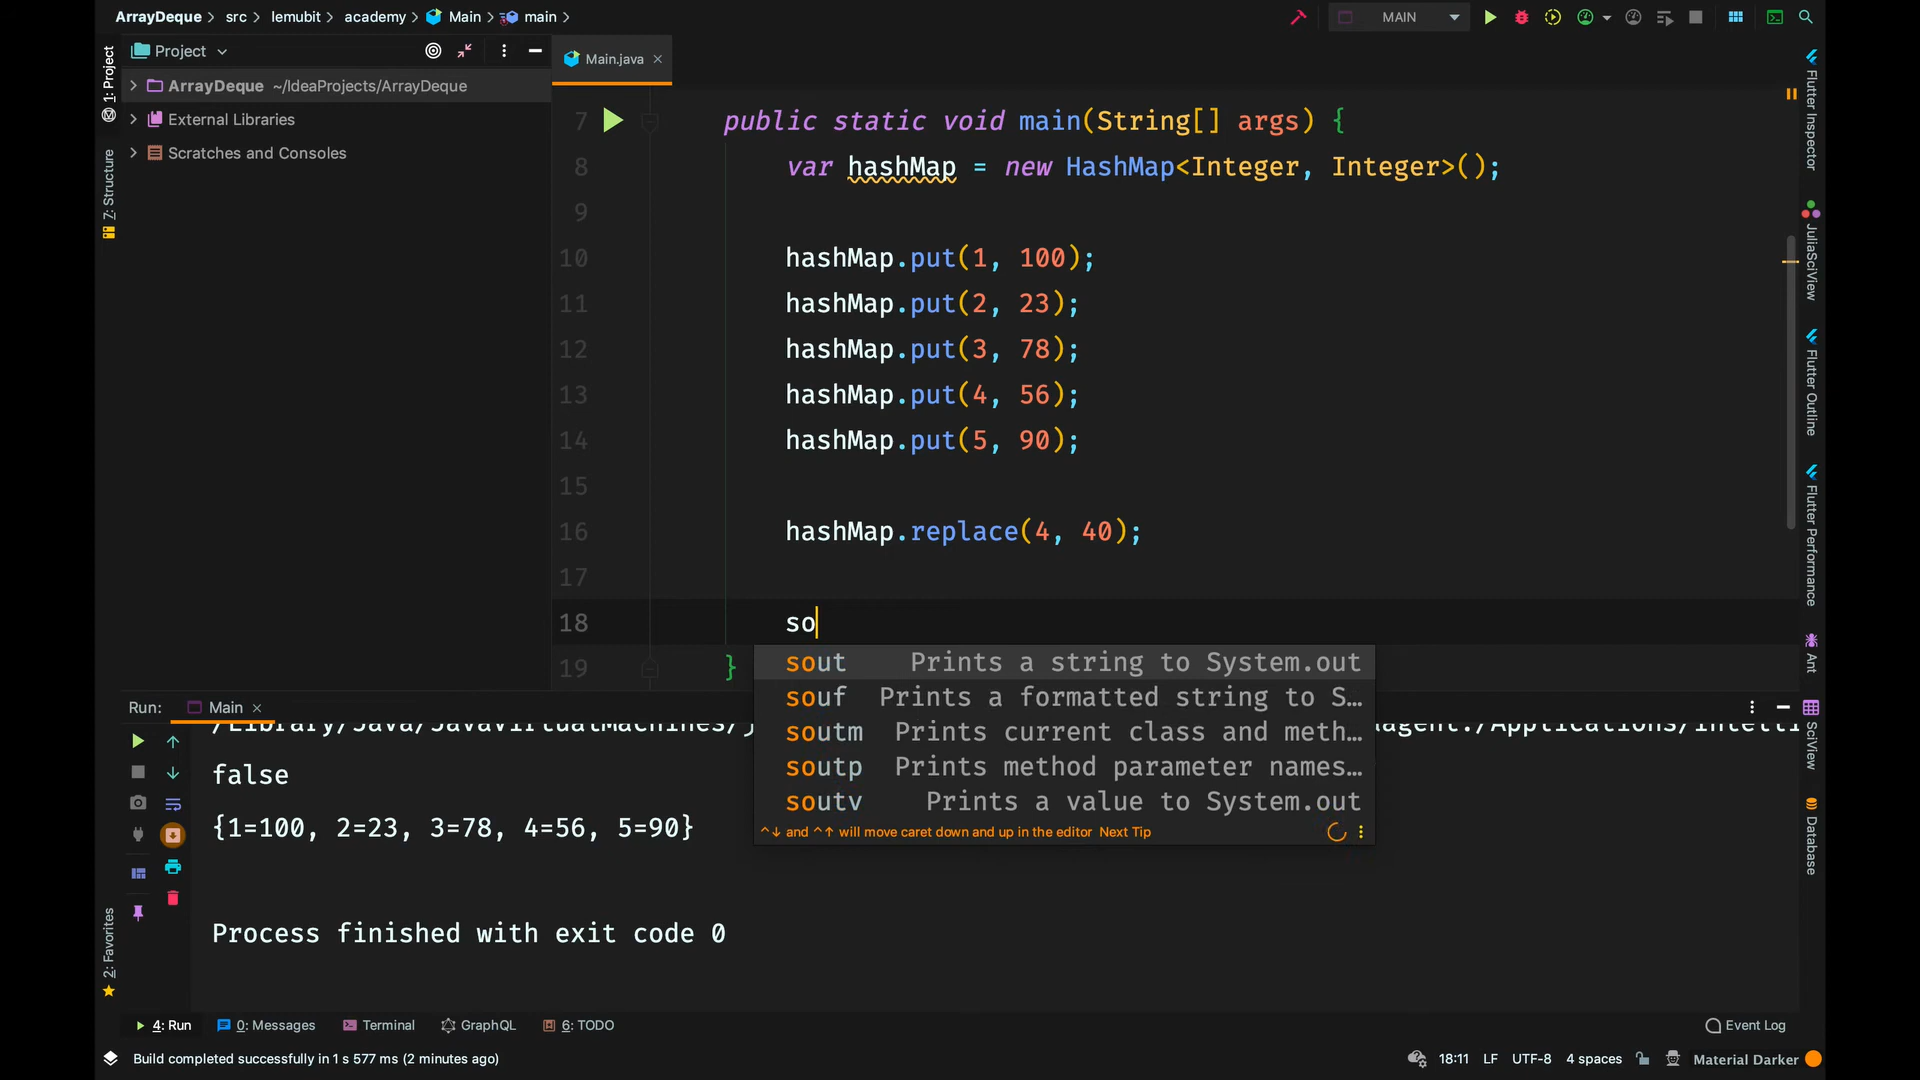 ArrayDeque src lemubit academy Main main
MAIN
1: Project
Project
Main.java
ArrayDeque ~/IdeaProjects/ArrayDeque
External Libraries
Scratches and Consoles
7: Structure
7 public static void main(String[] args) {
8 var hashMap = new HashMap<Integer, Integer>();
9
10 hashMap.put(1, 100);
11 hashMap.put(2, 23);
12 hashMap.put(3, 78);
13 hashMap.put(4, 56);
14 hashMap.put(5, 90);
15
16 hashMap.replace(4, 40);
17
18 so
19 }
sout Prints a string to System.out
souf Prints a formatted string to S…
soutm Prints current class and meth…
soutp Prints method parameter names…
soutv Prints a value to System.out
^↓ and ^↑ will move caret down and up in the editor Next Tip
Flutter Inspector
JuliaSciView
Flutter Outline
Flutter Performance
Ant
SciView
Database
Run: Main
false
{1=100, 2=23, 3=78, 4=56, 5=90}
Process finished with exit code 0
2: Favorites
4: Run 0: Messages Terminal GraphQL 6: TODO
Event Log
Build completed successfully in 1 s 577 ms (2 minutes ago)
18:11 LF UTF-8 4 spaces Material Darker